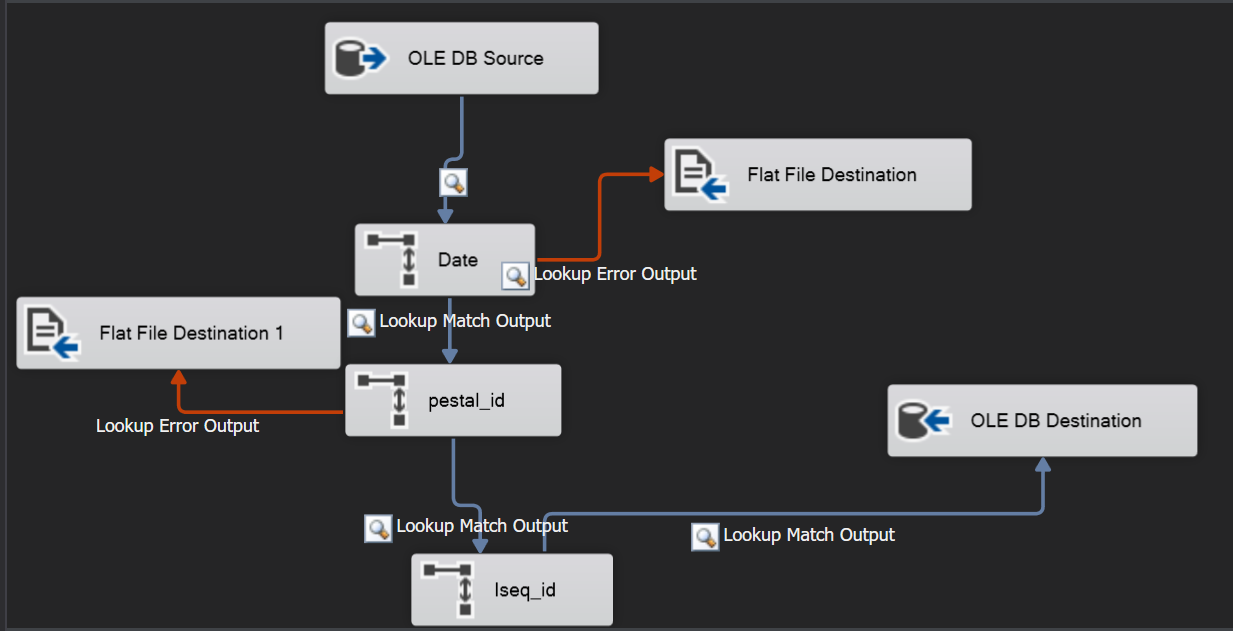 OLE DB Source
Flat File Destination
Date
Lookup Error Output
Lookup Match Output
Flat File Destination 1
pestal_id
Lookup Error Output
OLE DB Destination
Lookup Match Output
Lookup Match Output
lseq_id